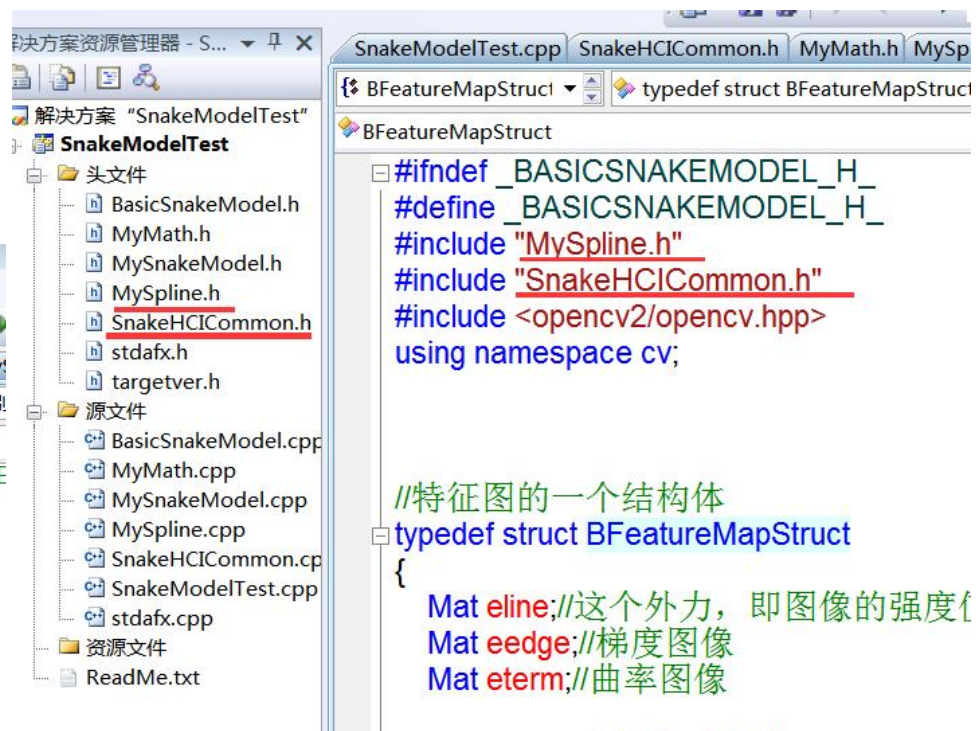 解决方案资源管理器 - S...
解决方案 “SnakeModelTest”
SnakeModelTest
头文件
BasicSnakeModel.h
MyMath.h
MySnakeModel.h
MySpline.h
SnakeHCICommon.h
stdafx.h
targetver.h
源文件
BasicSnakeModel.cpp
MyMath.cpp
MySnakeModel.cpp
MySpline.cpp
SnakeHCICommon.cp
SnakeModelTest.cpp
stdafx.cpp
资源文件
ReadMe.txt
SnakeModelTest.cpp SnakeHCICommon.h MyMath.h MySp
BFeatureMapStruct typedef struct BFeatureMapStruct
BFeatureMapStruct
#ifndef _BASICSNAKEMODEL_H_
#define _BASICSNAKEMODEL_H_
#include "MySpline.h"
#include "SnakeHCICommon.h"
#include <opencv2/opencv.hpp>
using namespace cv;
//特征图的一个结构体
typedef struct BFeatureMapStruct
{
Mat eline;//这个外力，即图像的强度
Mat eedge;//梯度图像
Mat eterm;//曲率图像